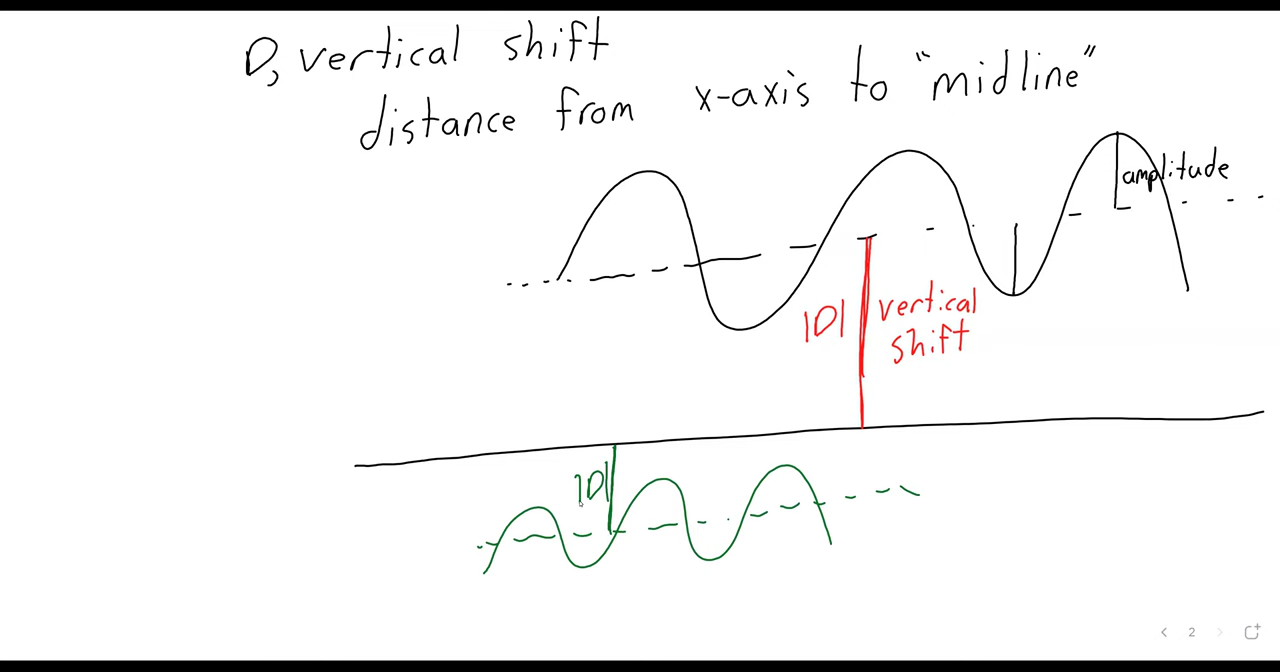 D, vertical shift
distance from x-axis to "midline"
amplitude
|D| vertical
shift
|D|
2